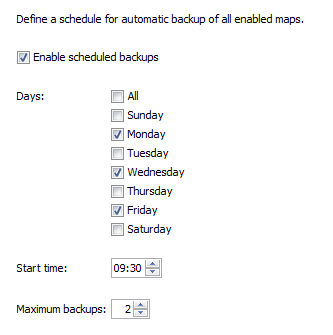 Define a schedule for automatic backup of all enabled maps.
Enable scheduled backups
Days:
All
Sunday
Monday
Tuesday
Wednesday
Thursday
Friday
Saturday
Start time: 09:30
Maximum backups: 2